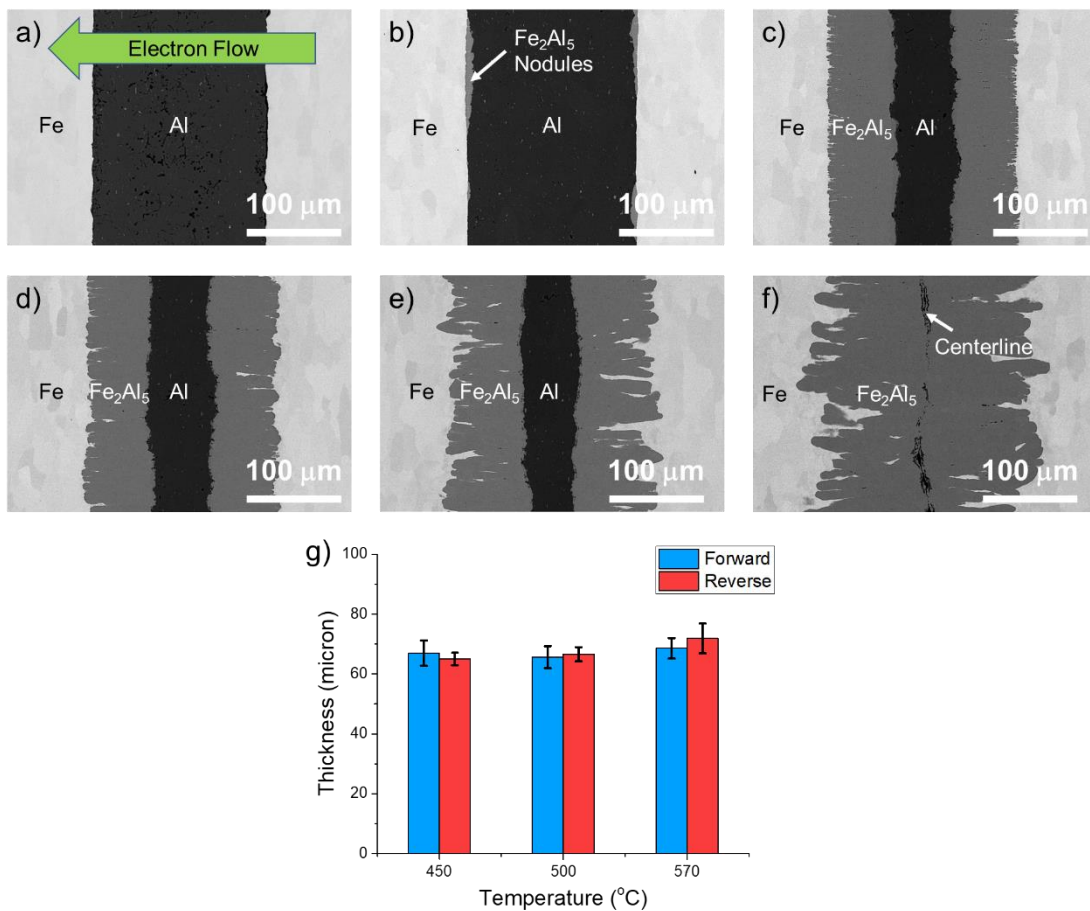 a)
Electron Flow
Fe
Al
100 μm
b)
Fe₂Al₅
Nodules
Fe
Al
100 μm
c)
Fe
Fe₂Al₅
Al
100 μm
d)
Fe
Fe₂Al₅
Al
100 μm
e)
Fe
Fe₂Al₅
Al
100 μm
f)
Centerline
Fe
Fe₂Al₅
100 μm
g)
Forward
Reverse
Thickness (micron)
100
80
60
40
20
0
450
500
570
Temperature (°C)